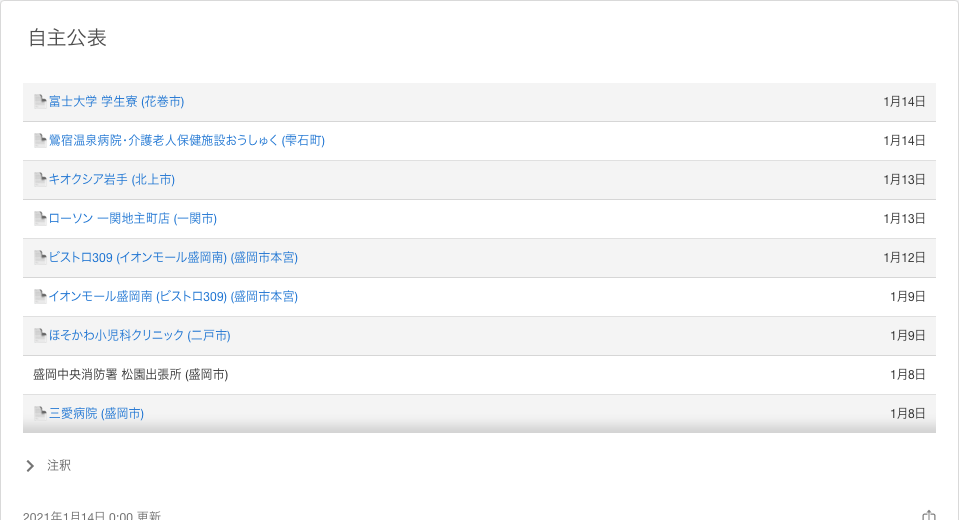 自主公表
富士大学 学生寮 (花巻市) 1月14日
鶯宿温泉病院・介護老人保健施設おうしゅく (雫石町) 1月14日
キオクシア岩手 (北上市) 1月13日
ローソン 一関地主町店 (一関市) 1月13日
ビストロ309 (イオンモール盛岡南) (盛岡市本宮) 1月12日
イオンモール盛岡南 (ビストロ309) (盛岡市本宮) 1月9日
ほそかわ小児科クリニック (二戸市) 1月9日
盛岡中央消防署 松園出張所 (盛岡市) 1月8日
三愛病院 (盛岡市) 1月8日
注釈
2021年1月14日 0:00 更新